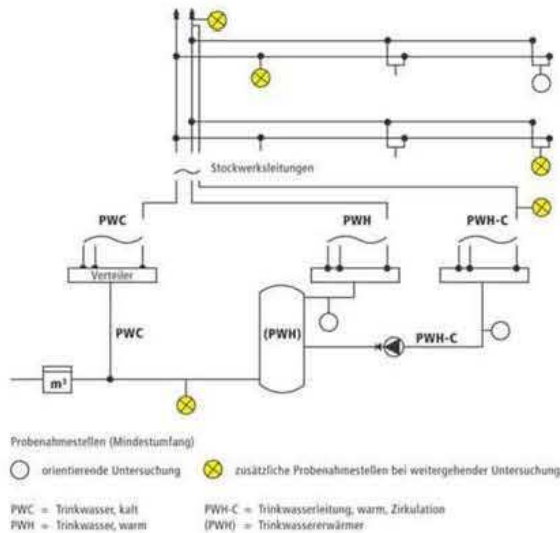 Stockwerksleitungen
PWC PWH PWH-C
Verteiler
PWC (PWH) PWH-C
m³
Probenahmestellen (Mindestumfang)
orientierende Untersuchung zusätzliche Probenahmestellen bei weitergehender Untersuchung
PWC = Trinkwasser, kalt PWH-C = Trinkwasserleitung, warm, Zirkulation
PWH = Trinkwasser, warm (PWH) = Trinkwassererwärmer